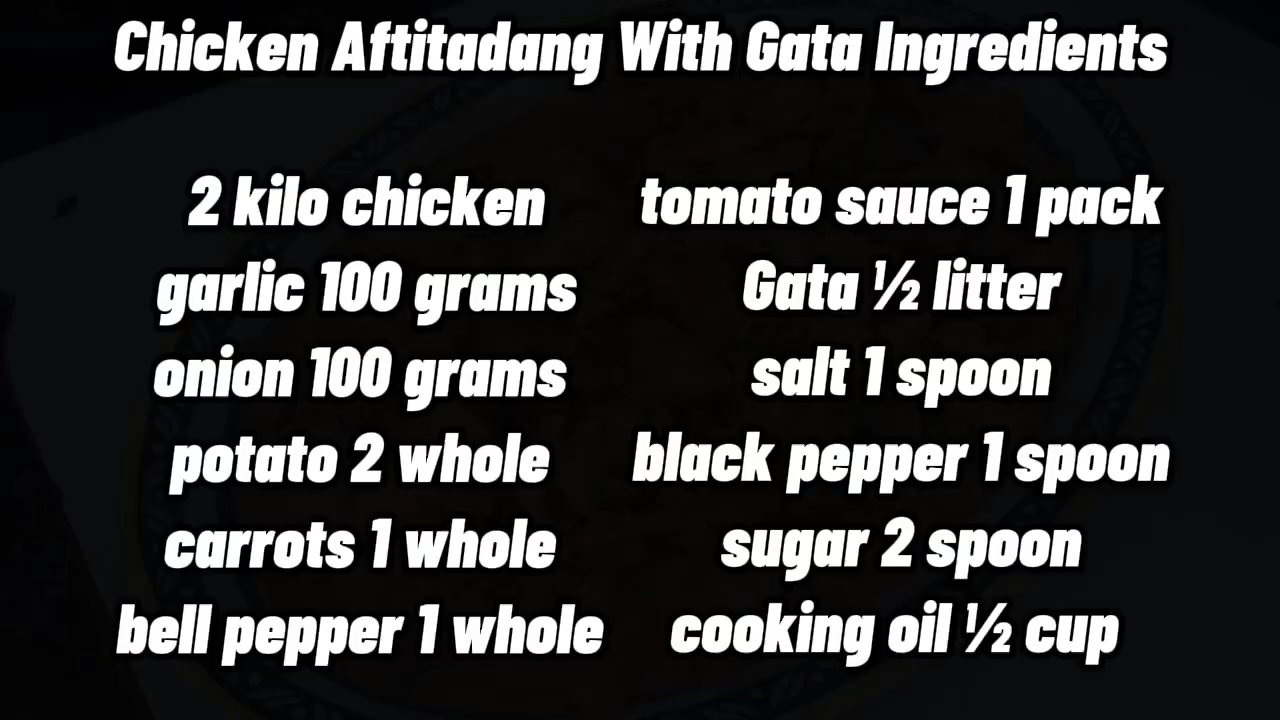 Chicken Aftitadang With Gata Ingredients
2 kilo chicken
garlic 100 grams
onion 100 grams
potato 2 whole
carrots 1 whole
bell pepper 1 whole
tomato sauce 1 pack
Gata ½ litter
salt 1 spoon
black pepper 1 spoon
sugar 2 spoon
cooking oil ½ cup